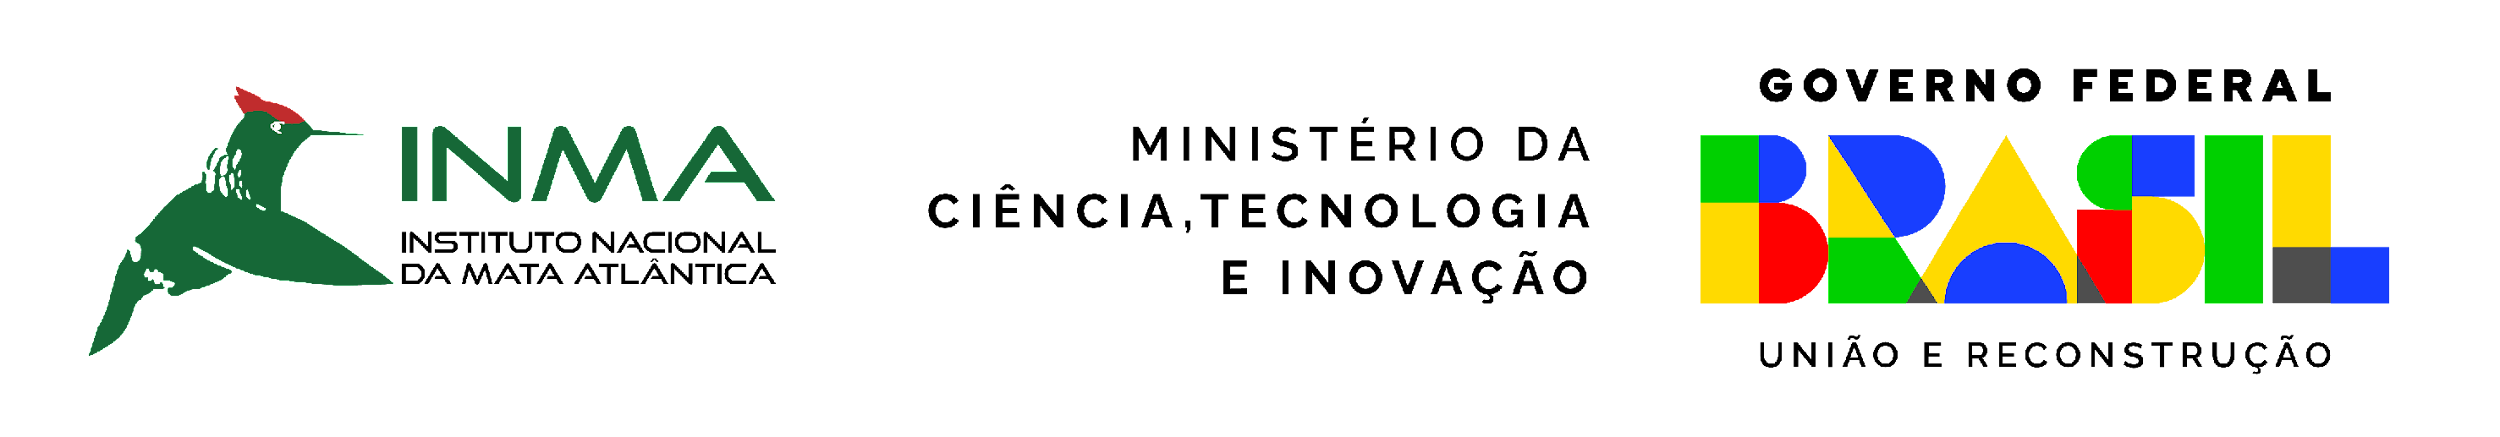 INMA
INSTITUTO NACIONAL
DA MATA ATLÂNTICA
MINISTÉRIO DA
CIÊNCIA,TECNOLOGIA
E INOVAÇÃO
GOVERNO FEDERAL
BRASIL
UNIÃO E RECONSTRUÇÃO